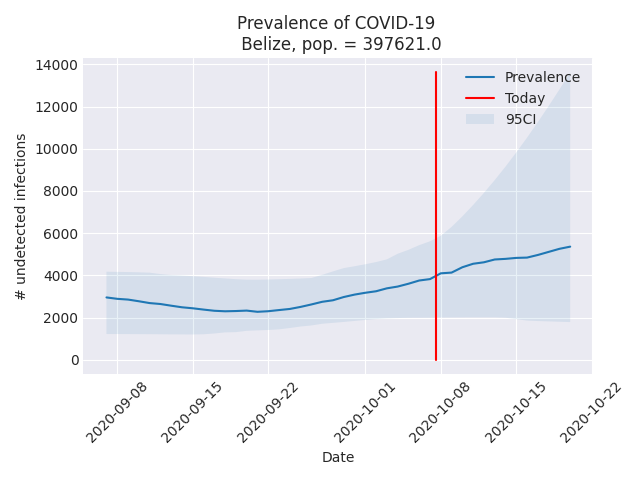 Prevalence of COVID-19
Belize, pop. = 397621.0
Prevalence
Today
95CI
14000
12000
10000
8000
6000
4000
2000
0
# undetected infections
2020-09-08
2020-09-15
2020-09-22
2020-10-01
2020-10-08
2020-10-15
2020-10-22
Date